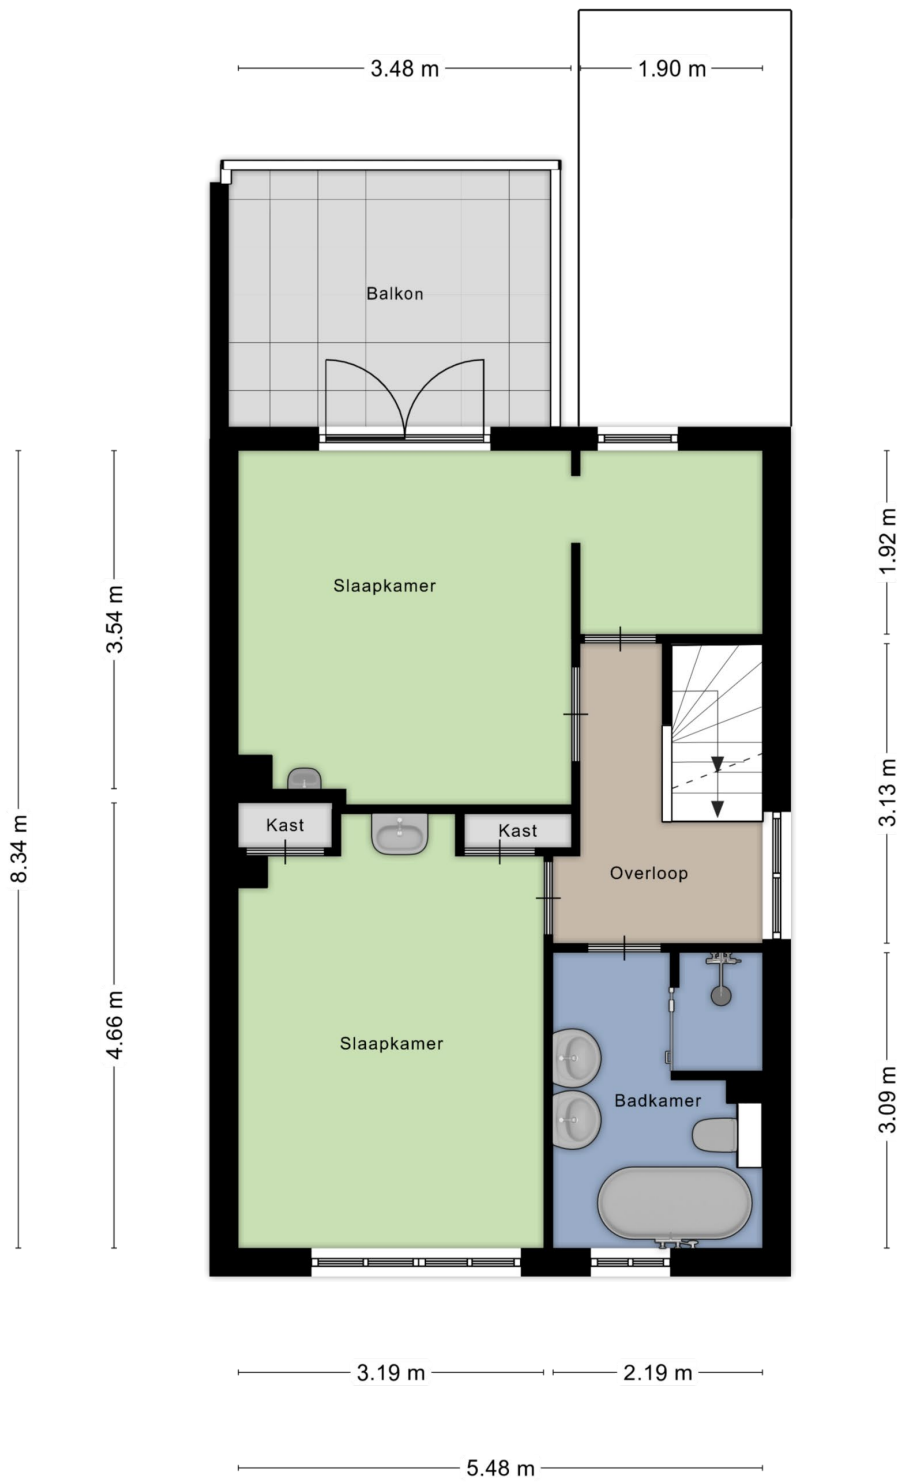 3.48 m
1.90 m
Balkon
1.92 m
Slaapkamer
3.54 m
3.13 m
Kast
Kast
8.34 m
Overloop
4.66 m
Slaapkamer
Badkamer
3.09 m
3.19 m
2.19 m
5.48 m